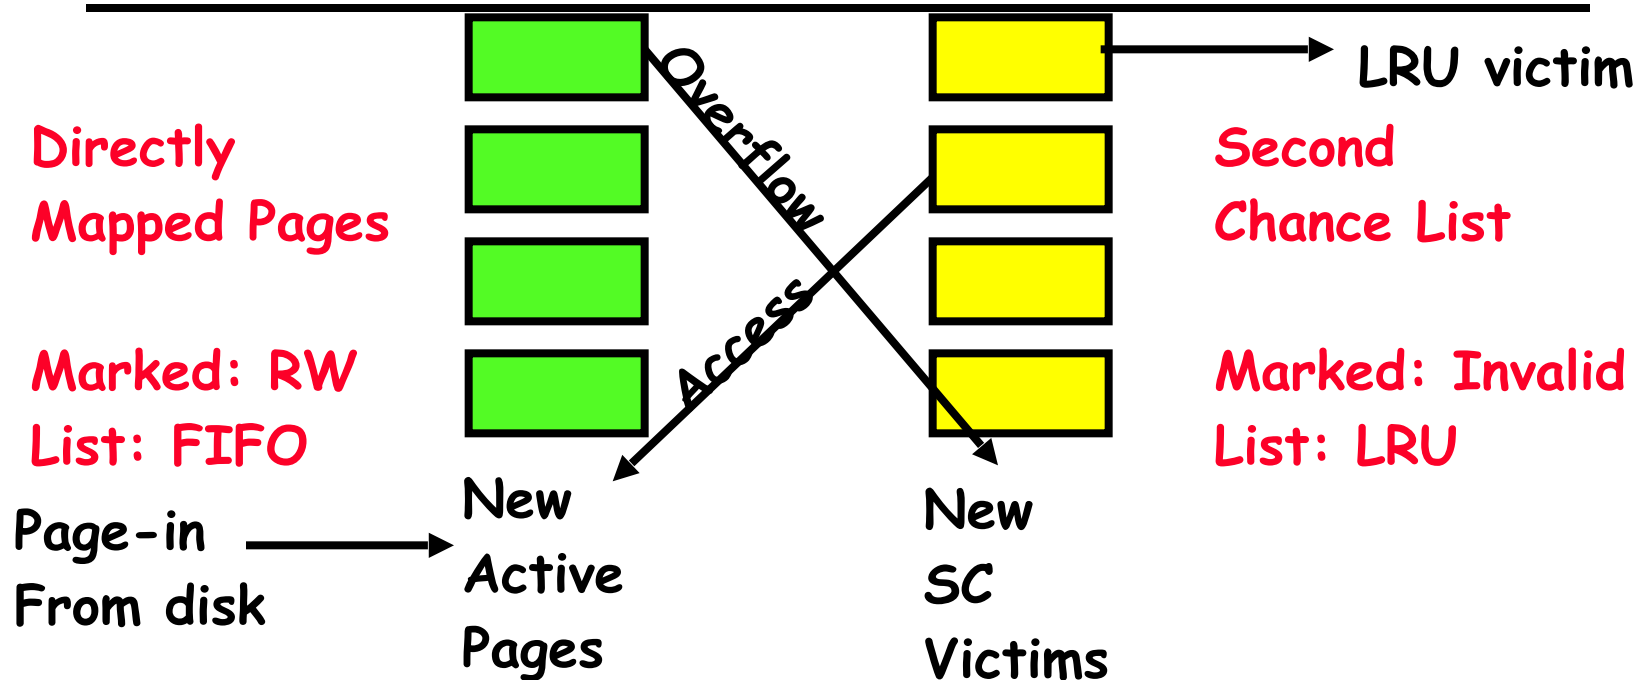 LRU victim
Overflow
Directly
Mapped Pages
Second
Chance List
Access
Marked: RW
List: FIFO
Marked: Invalid
List: LRU
Page-in
From disk
New
Active
Pages
New
SC
Victims